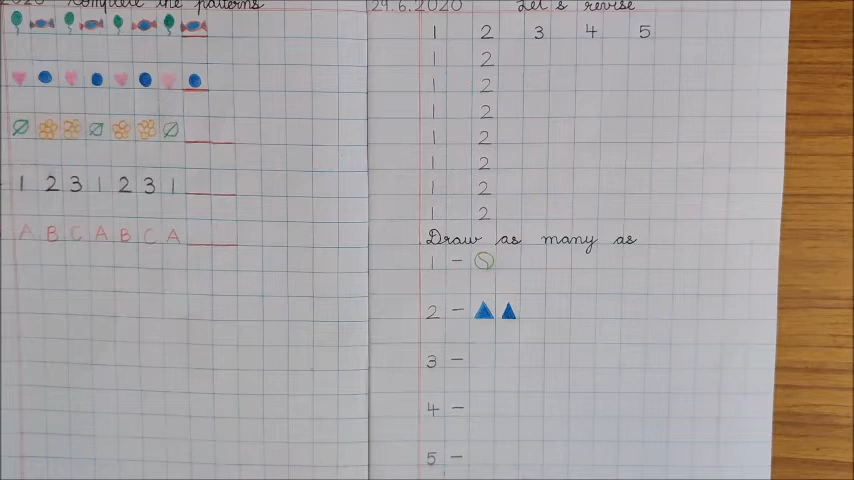 2020 Complete the patterns
1 2 3 1 2 3 1
A B C A B C A
29.6.2020 Let's revise
1 2 3 4 5
1 2
1 2
1 2
1 2
1 2
1 2
1 2
Draw as many as
1 -
2 -
3 -
4 -
5 -